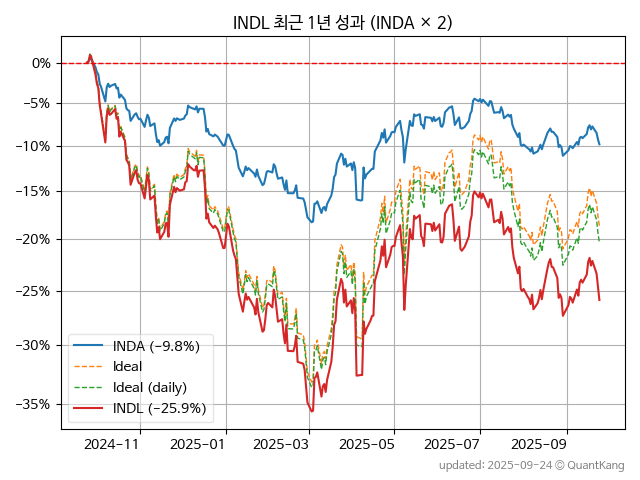 INDL 최근 1년 성과 (INDA × 2)
0%
−5%
−10%
−15%
−20%
−25%
−30%
−35%
INDA (−9.8%)
Ideal
Ideal (daily)
INDL (−25.9%)
2024-11 2025-01 2025-03 2025-05 2025-07 2025-09
updated: 2025-09-24 © QuantKang